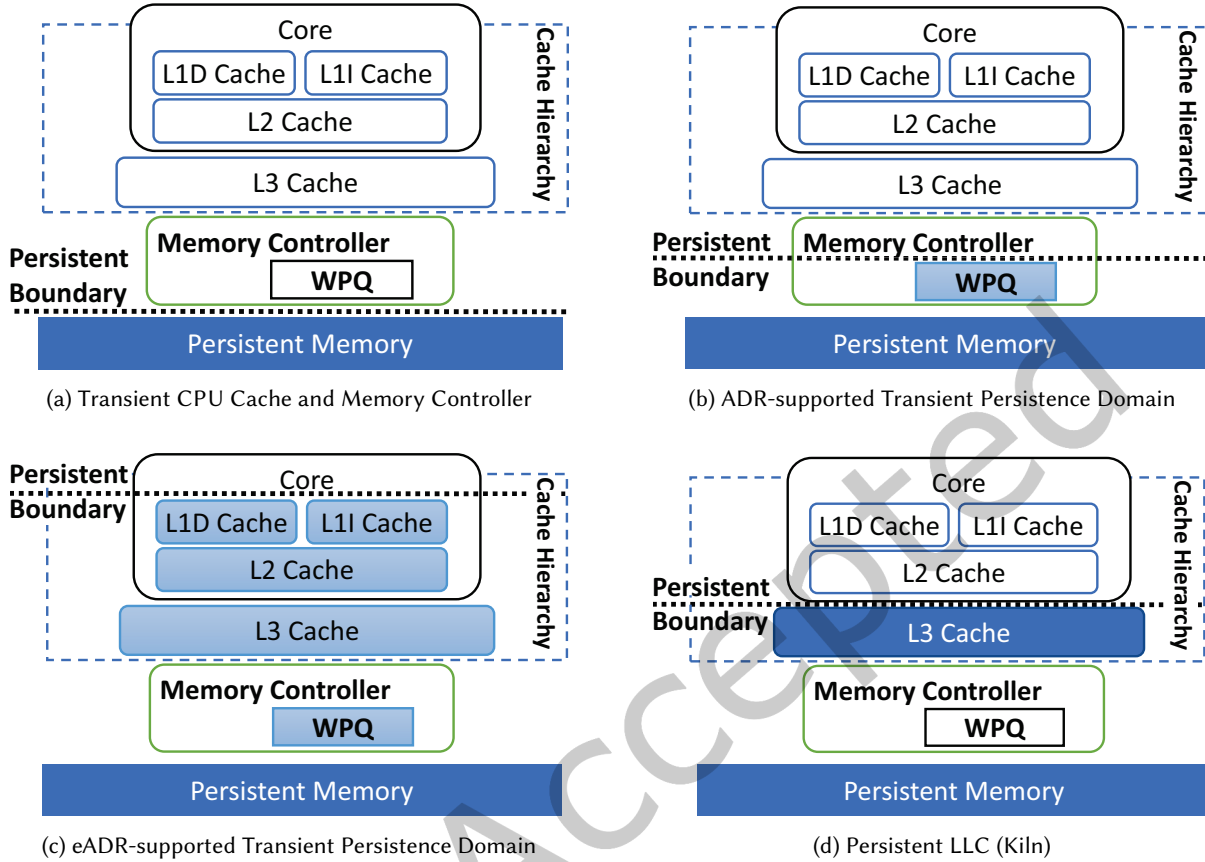 Core
L1D Cache
L1I Cache
L2 Cache
L3 Cache
Cache Hierarchy
Memory Controller
WPQ
Persistent
Boundary
Persistent Memory
(a) Transient CPU Cache and Memory Controller
Core
L1D Cache
L1I Cache
L2 Cache
L3 Cache
Cache Hierarchy
Persistent
Boundary
Memory Controller
WPQ
Persistent Memory
(b) ADR-supported Transient Persistence Domain
Persistent
Boundary
Core
L1D Cache
L1I Cache
L2 Cache
L3 Cache
Cache Hierarchy
Memory Controller
WPQ
Persistent Memory
(c) eADR-supported Transient Persistence Domain
Core
L1D Cache
L1I Cache
L2 Cache
Persistent
Boundary
L3 Cache
Cache Hierarchy
Memory Controller
WPQ
Persistent Memory
(d) Persistent LLC (Kiln)
Accepted